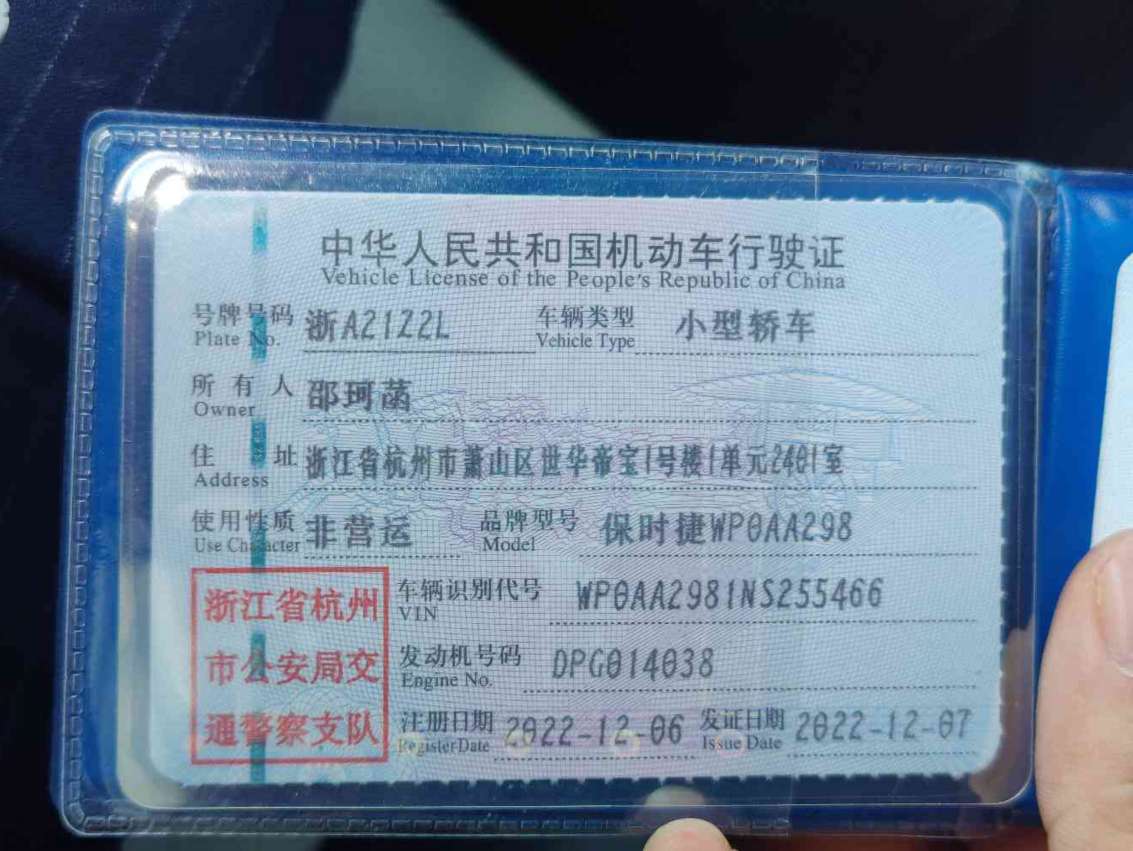 中华人民共和国机动车行驶证
Vehicle License of the People's Republic of China
号牌号码 浙A21Z2L 车辆类型 小型轿车
Plate No. Vehicle Type
所有人 邵珂菡
Owner
住址 浙江省杭州市萧山区世华帝宝1号楼1单元2401室
Address
使用性质 非营运 品牌型号 保时捷WP0AA298
Use Character Model
浙江省杭州 车辆识别代号 WP0AA2981NS255466
VIN
市公安局交 发动机号码 DPG014038
Engine No.
通警察支队 注册日期 2022-12-06 发证日期 2022-12-07
Register Date Issue Date